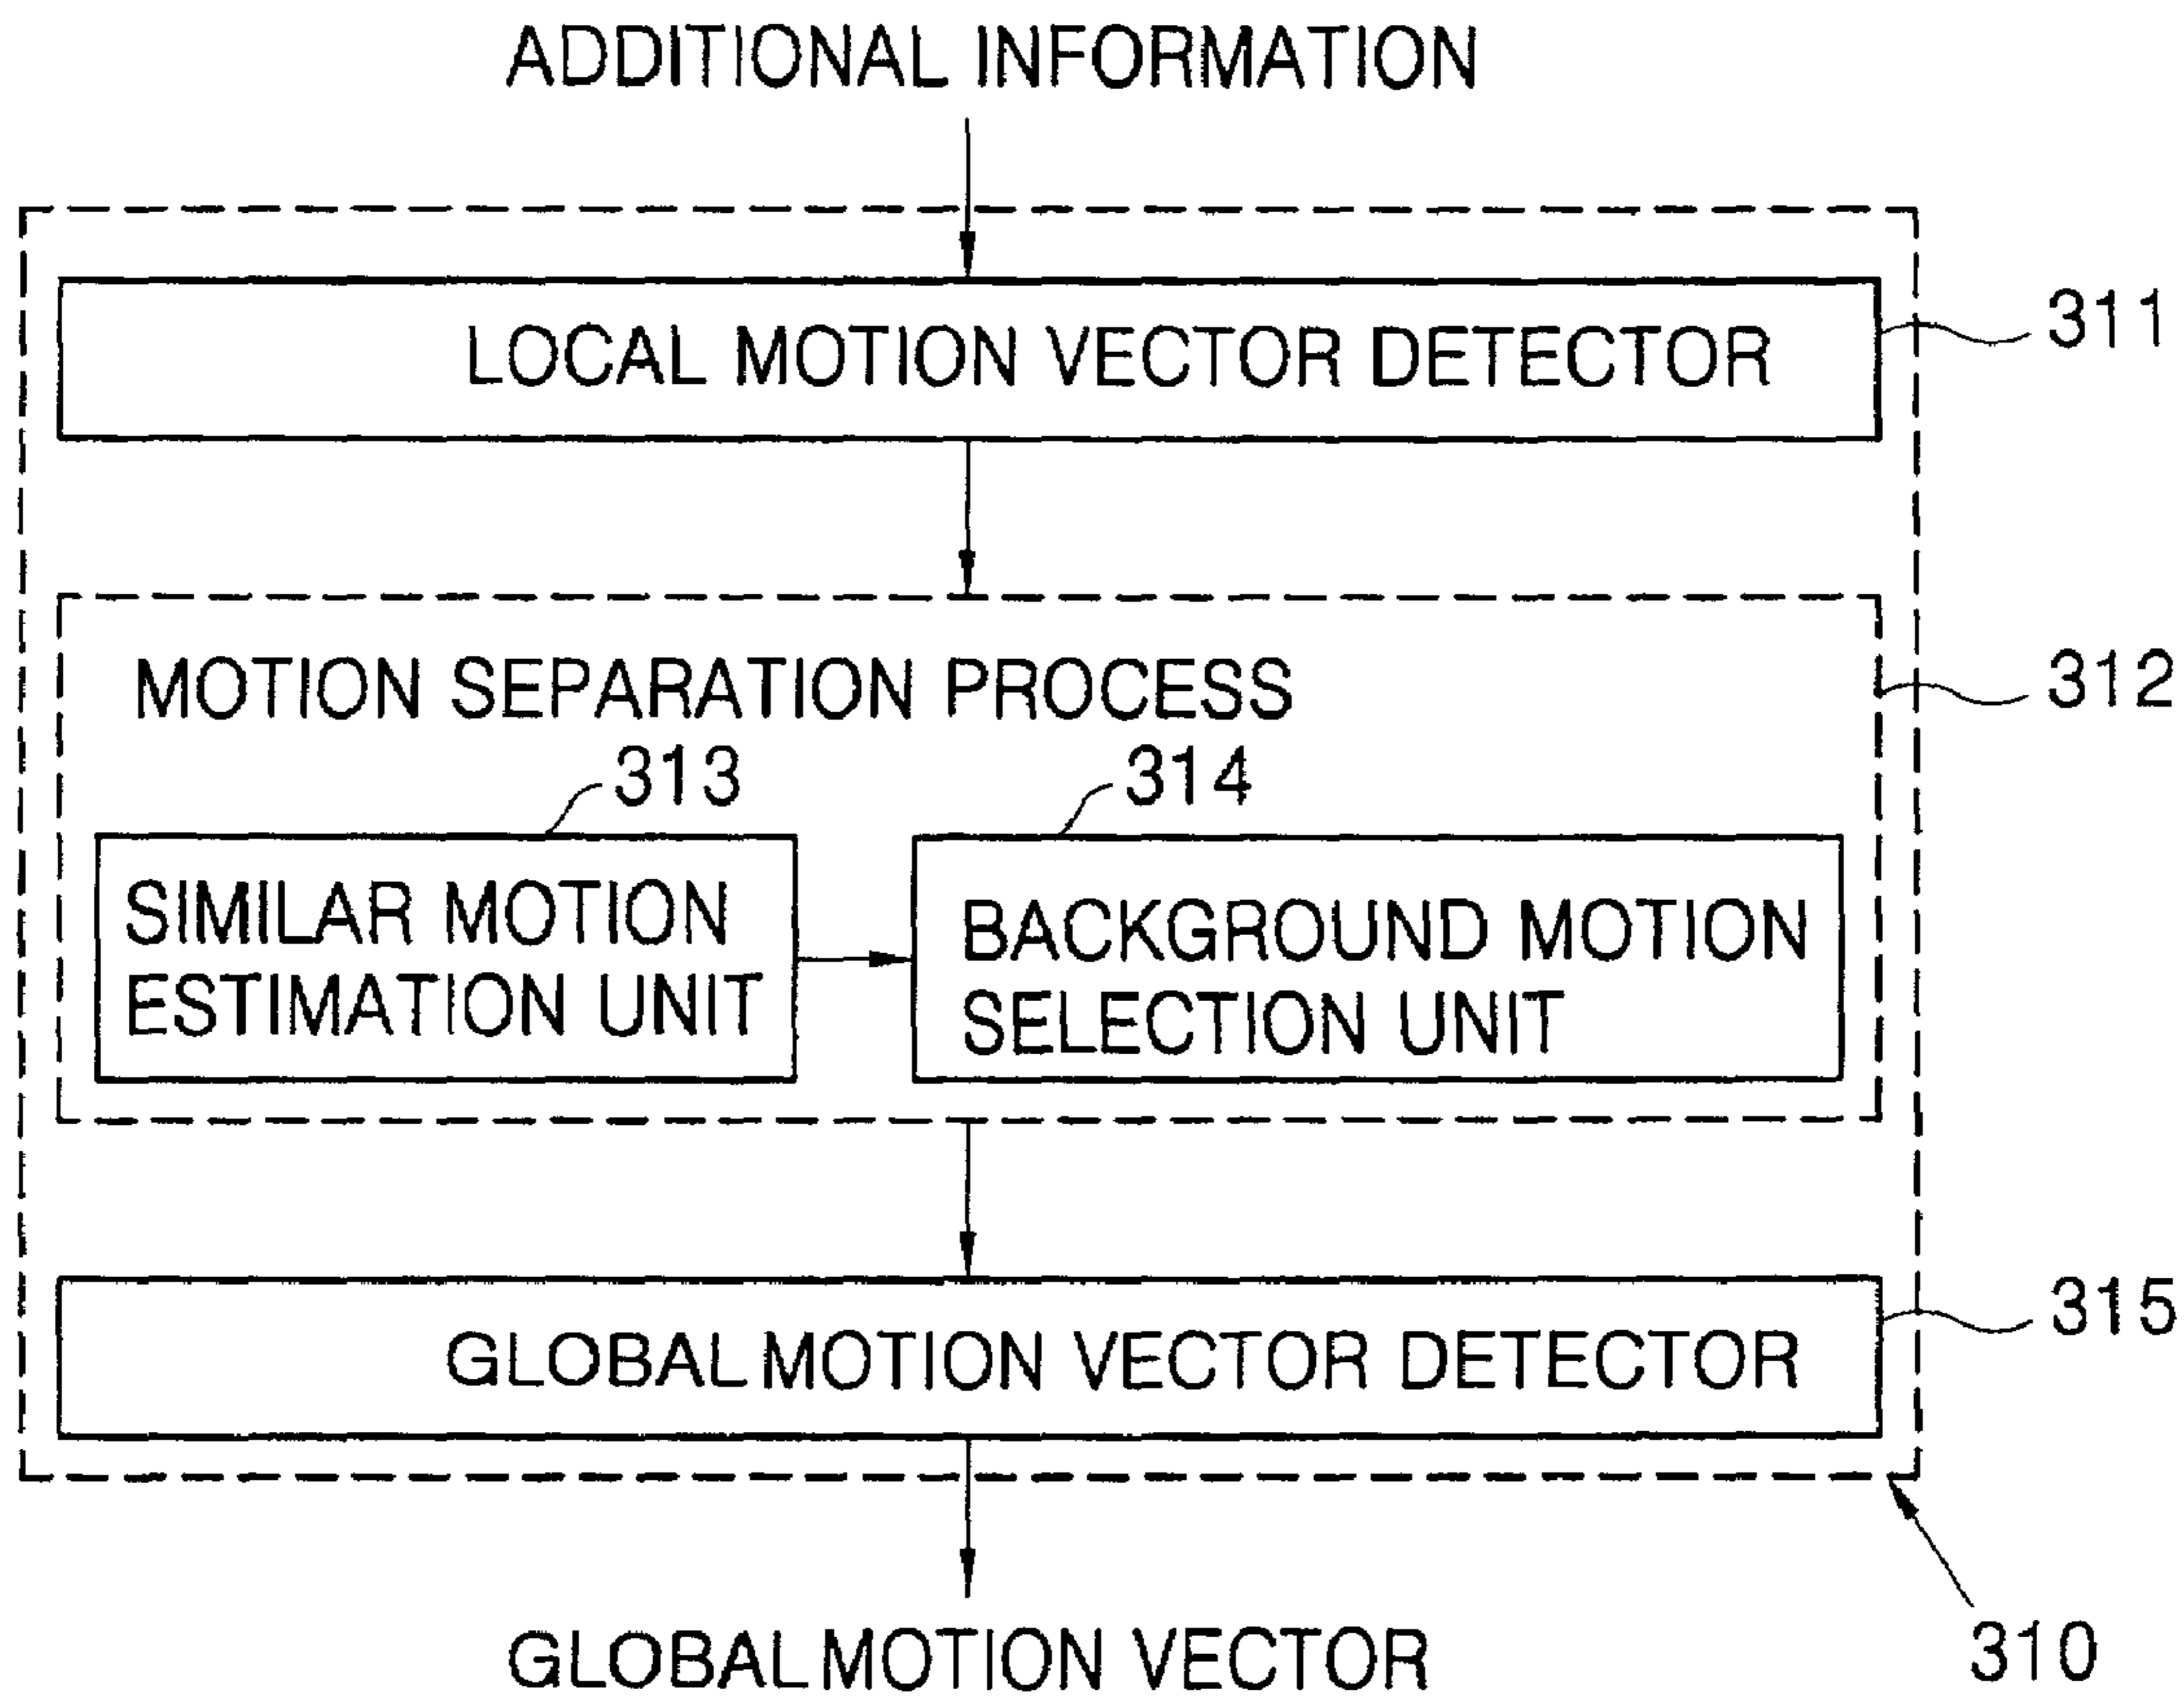 ADDITIONAL INFORMATION
LOCAL MOTION VECTOR DETECTOR
311
MOTION SEPARATION PROCESS
312
313
314
SIMILAR MOTION
ESTIMATION UNIT
BACKGROUND MOTION
SELECTION UNIT
GLOBAL MOTION VECTOR DETECTOR
315
GLOBAL MOTION VECTOR
310